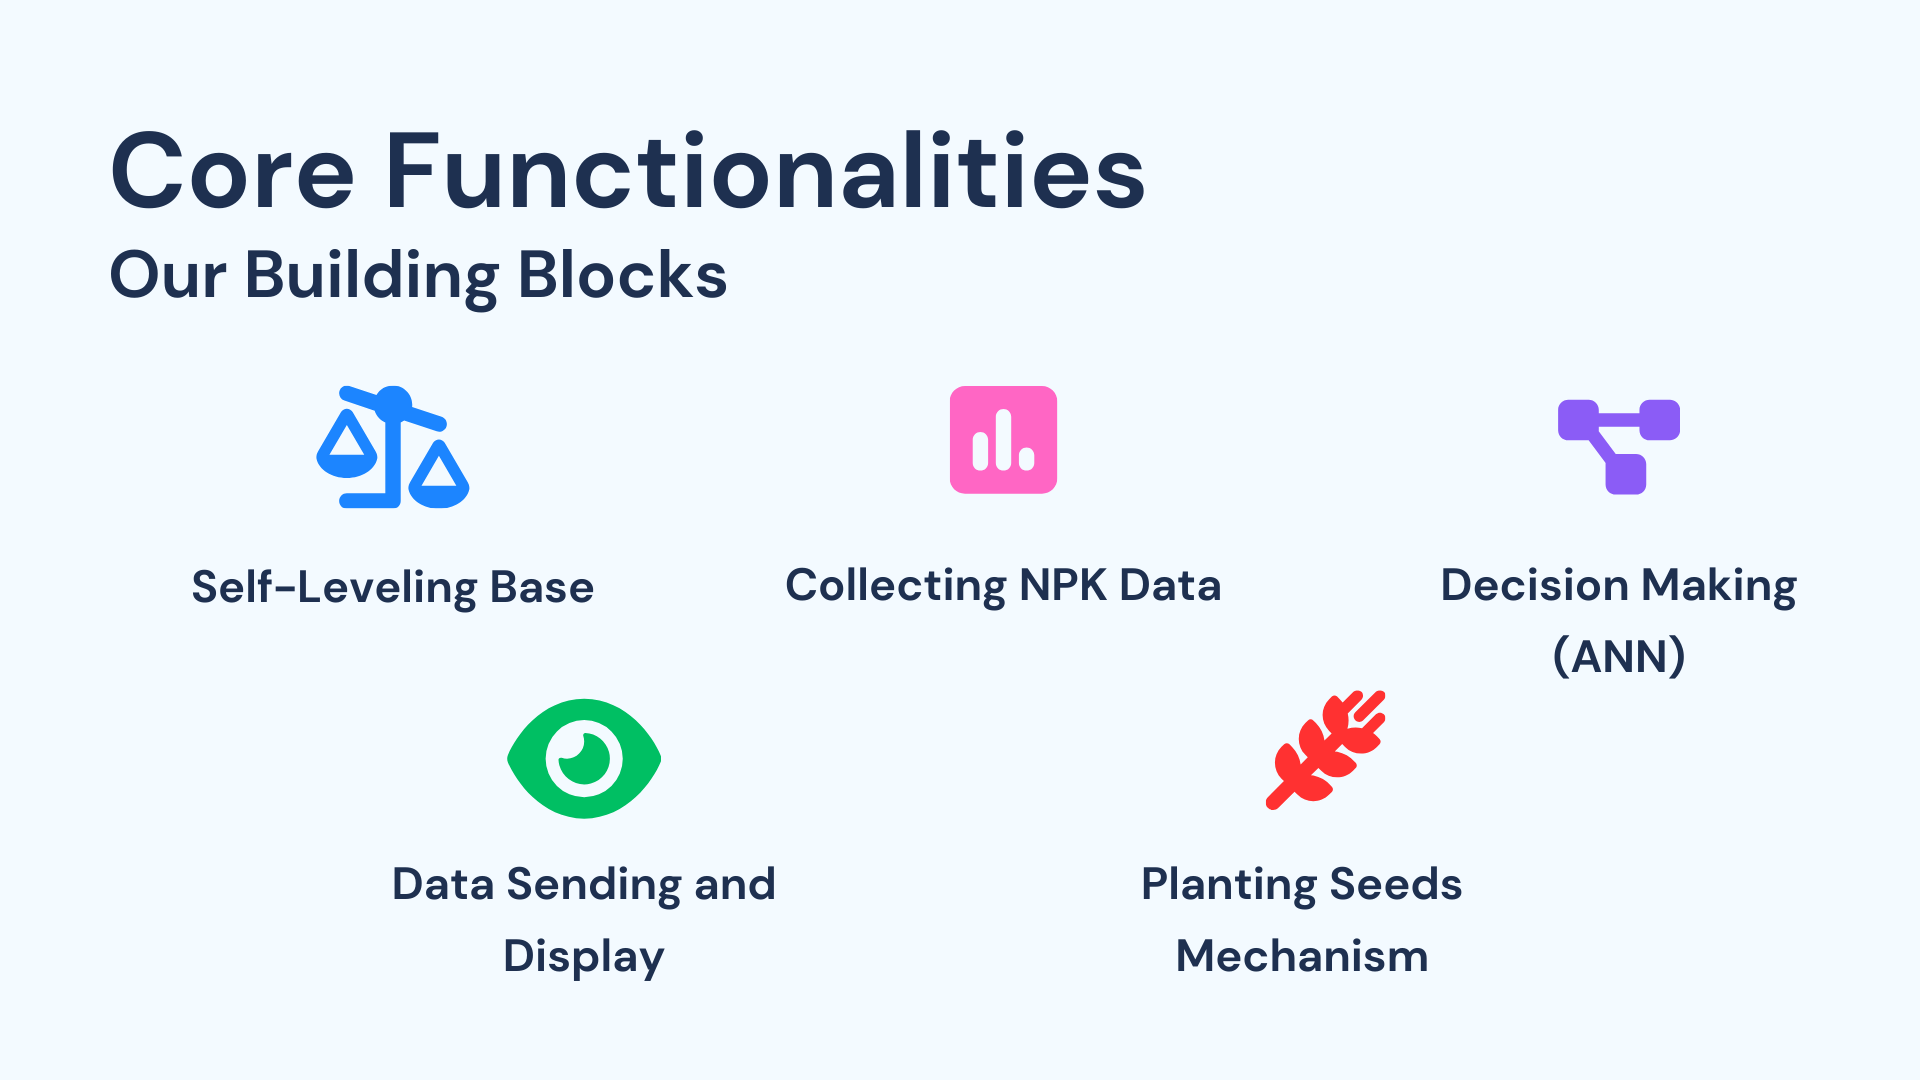 Core Functionalities
Our Building Blocks
Self-Leveling Base
Collecting NPK Data
Decision Making
(ANN)
Data Sending and
Display
Planting Seeds
Mechanism